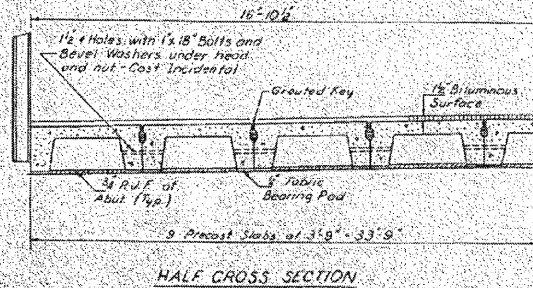 16'-10½"
1½ ⌀ Holes with 1"x 18" Bolts and
Bevel Washers under head
and nut - Cost Incidental
Grouted Key
1½" Bituminous
Surface
¾" P.J.F. at
Abut. (Typ.)
Fabric
Bearing Pad
9 Precast Slabs at 3'-9" = 33'-9"
HALF CROSS SECTION